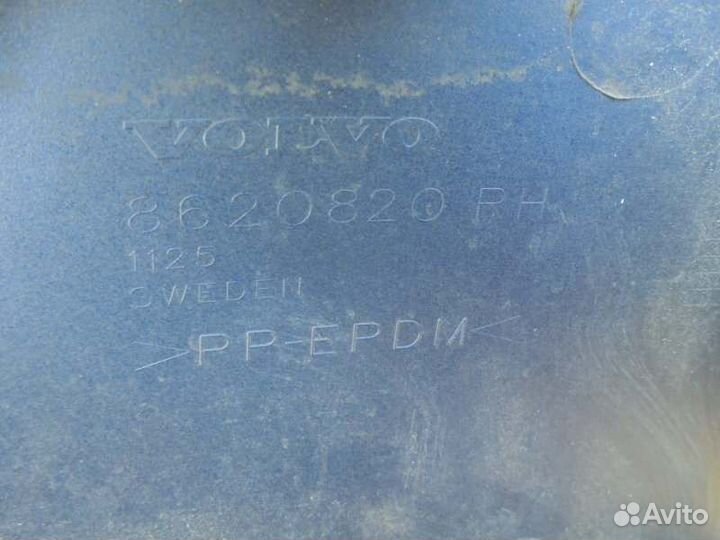 VOLVO
8620820 RH
1125
SWEDEN
>PP-EPDM<
Avito